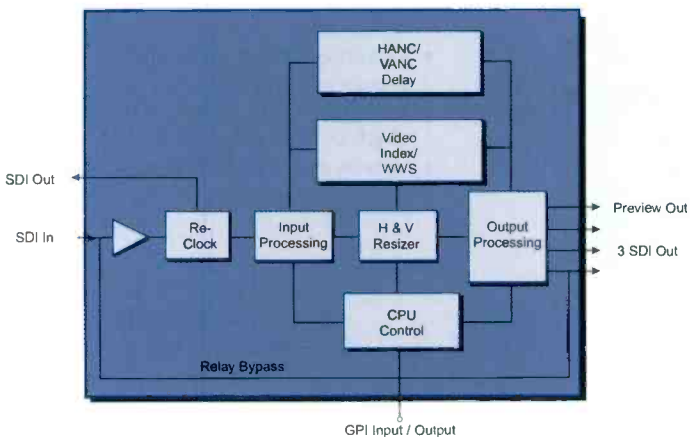 HANC/
VANC
Delay
Video
Index/
WWS
SDI Out
SDI In
Re-
Clock
Input
Processing
H & V
Resizer
Output
Processing
Preview Out
3 SDI Out
CPU
Control
Relay Bypass
GPI Input / Output